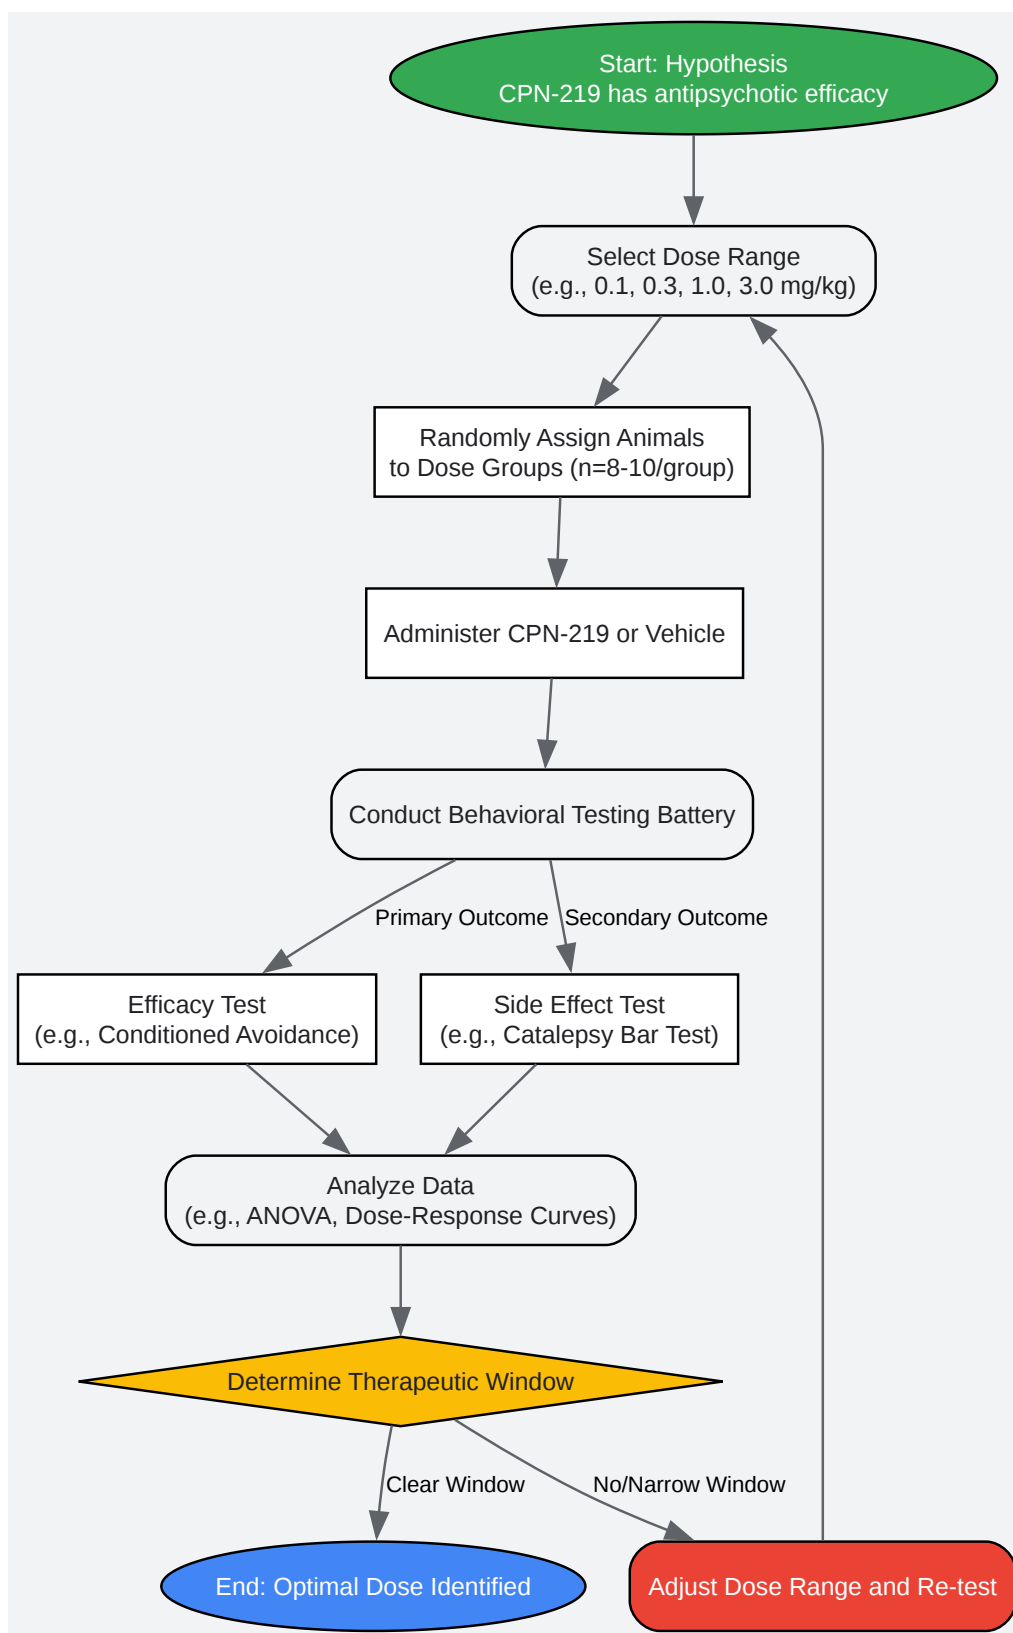 Start: Hypothesis
CPN-219 has antipsychotic efficacy
Select Dose Range
(e.g., 0.1, 0.3, 1.0, 3.0 mg/kg)
Randomly Assign Animals
to Dose Groups (n=8-10/group)
Administer CPN-219 or Vehicle
Conduct Behavioral Testing Battery
Primary Outcome
Secondary Outcome
Efficacy Test
(e.g., Conditioned Avoidance)
Side Effect Test
(e.g., Catalepsy Bar Test)
Analyze Data
(e.g., ANOVA, Dose-Response Curves)
Determine Therapeutic Window
Clear Window
No/Narrow Window
End: Optimal Dose Identified
Adjust Dose Range and Re-test